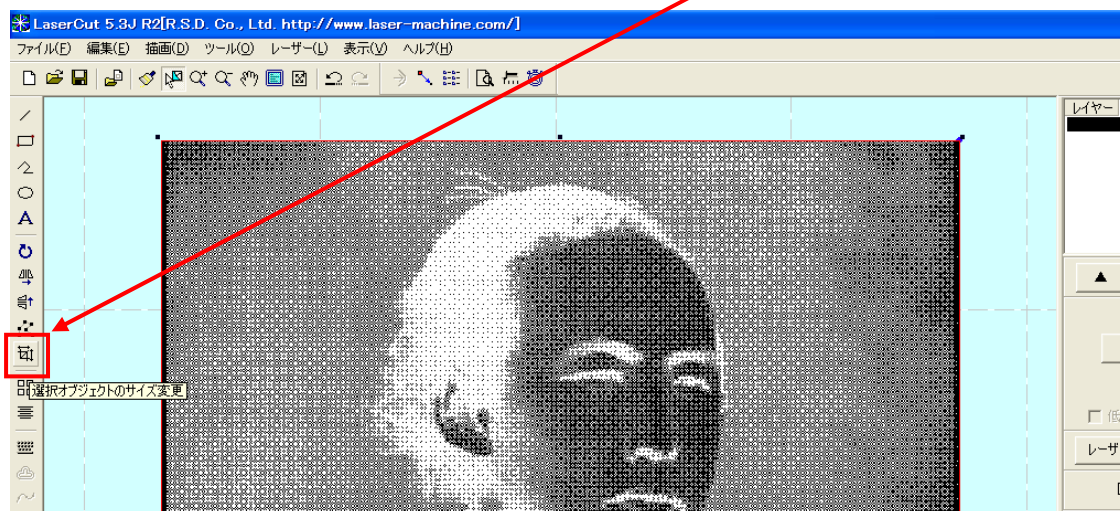 LaserCut 5.3J R2[R.S.D. Co., Ltd. http://www.laser-machine.com/]
ファイル(F) 編集(E) 描画(D) ツール(O) レーザー(L) 表示(V) ヘルプ(H)
レイヤー
A
選択オブジェクトのサイズ変更
低
レーザ